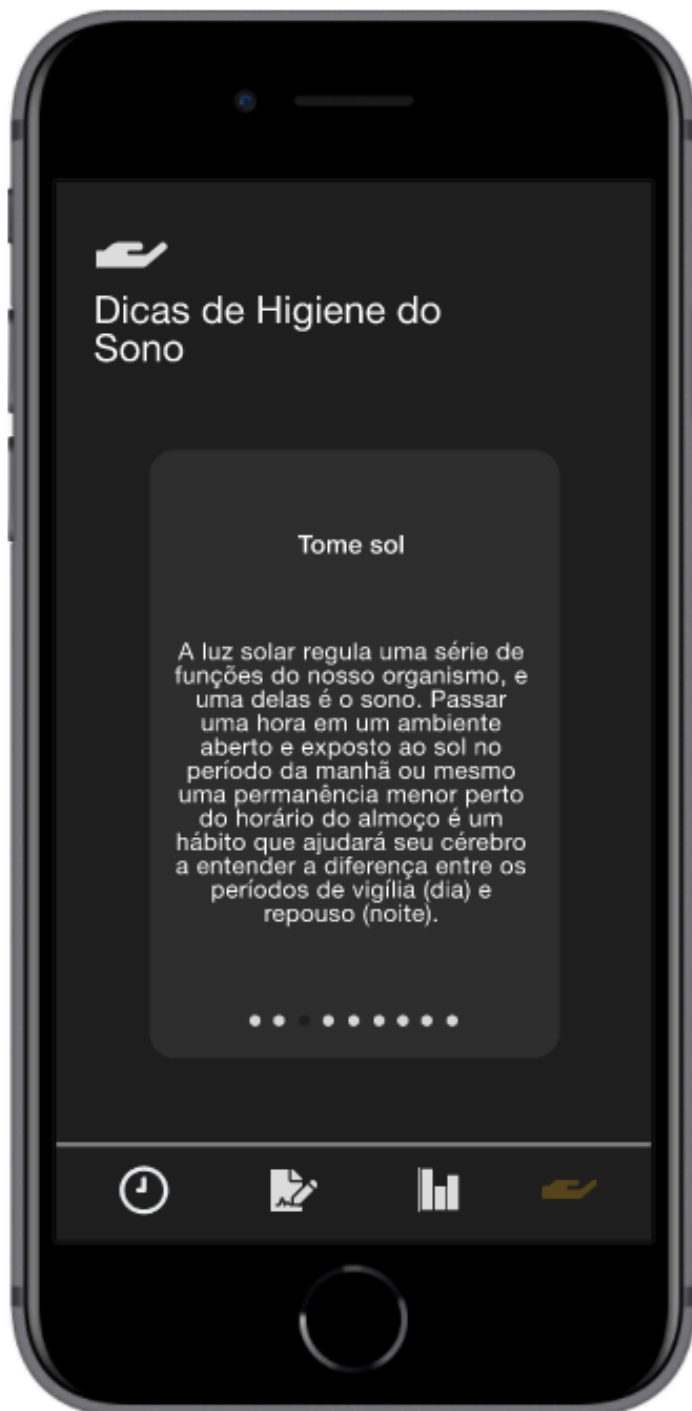 Dicas de Higiene do
Sono
Tome sol
A luz solar regula uma série de
funções do nosso organismo, e
uma delas é o sono. Passar
uma hora em um ambiente
aberto e exposto ao sol no
período da manhã ou mesmo
uma permanência menor perto
do horário do almoço é um
hábito que ajudará seu cérebro
a entender a diferença entre os
períodos de vigília (dia) e
repouso (noite).